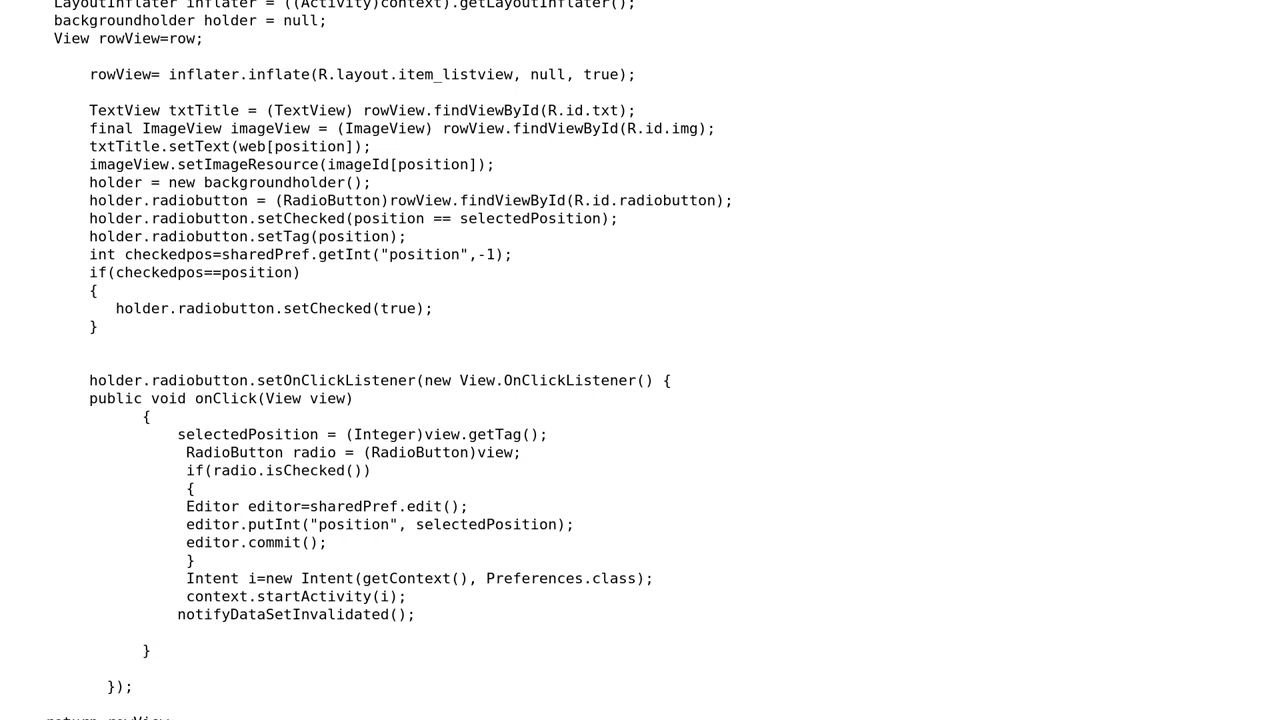 LayoutInflater inflater = ((Activity)context).getLayoutInflater();
backgroundholder holder = null;
View rowView=row;
rowView= inflater.inflate(R.layout.item_listview, null, true);
TextView txtTitle = (TextView) rowView.findViewById(R.id.txt);
final ImageView imageView = (ImageView) rowView.findViewById(R.id.img);
txtTitle.setText(web[position]);
imageView.setImageResource(imageId[position]);
holder = new backgroundholder();
holder.radiobutton = (RadioButton)rowView.findViewById(R.id.radiobutton);
holder.radiobutton.setChecked(position == selectedPosition);
holder.radiobutton.setTag(position);
int checkedpos=sharedPref.getInt("position",-1);
if(checkedpos==position)
{
holder.radiobutton.setChecked(true);
}
holder.radiobutton.setOnClickListener(new View.OnClickListener() {
public void onClick(View view)
{
selectedPosition = (Integer)view.getTag();
RadioButton radio = (RadioButton)view;
if(radio.isChecked())
{
Editor editor=sharedPref.edit();
editor.putInt("position", selectedPosition);
editor.commit();
}
Intent i=new Intent(getContext(), Preferences.class);
context.startActivity(i);
notifyDataSetInvalidated();
}
});